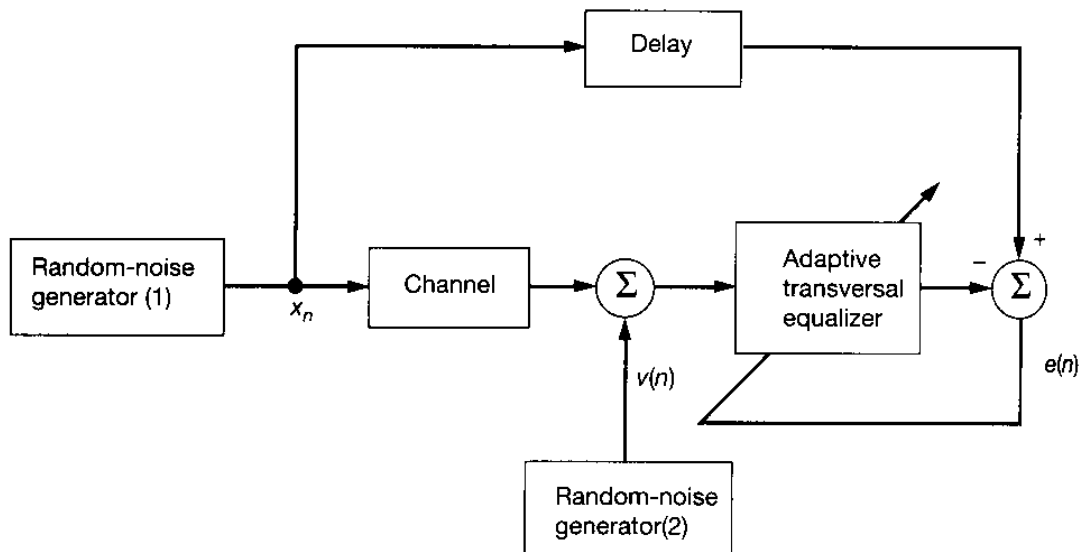 Delay
Random-noise
generator (1)
x_n
Channel
Σ
Adaptive
transversal
equalizer
−
+
Σ
v(n)
e(n)
Random-noise
generator(2)